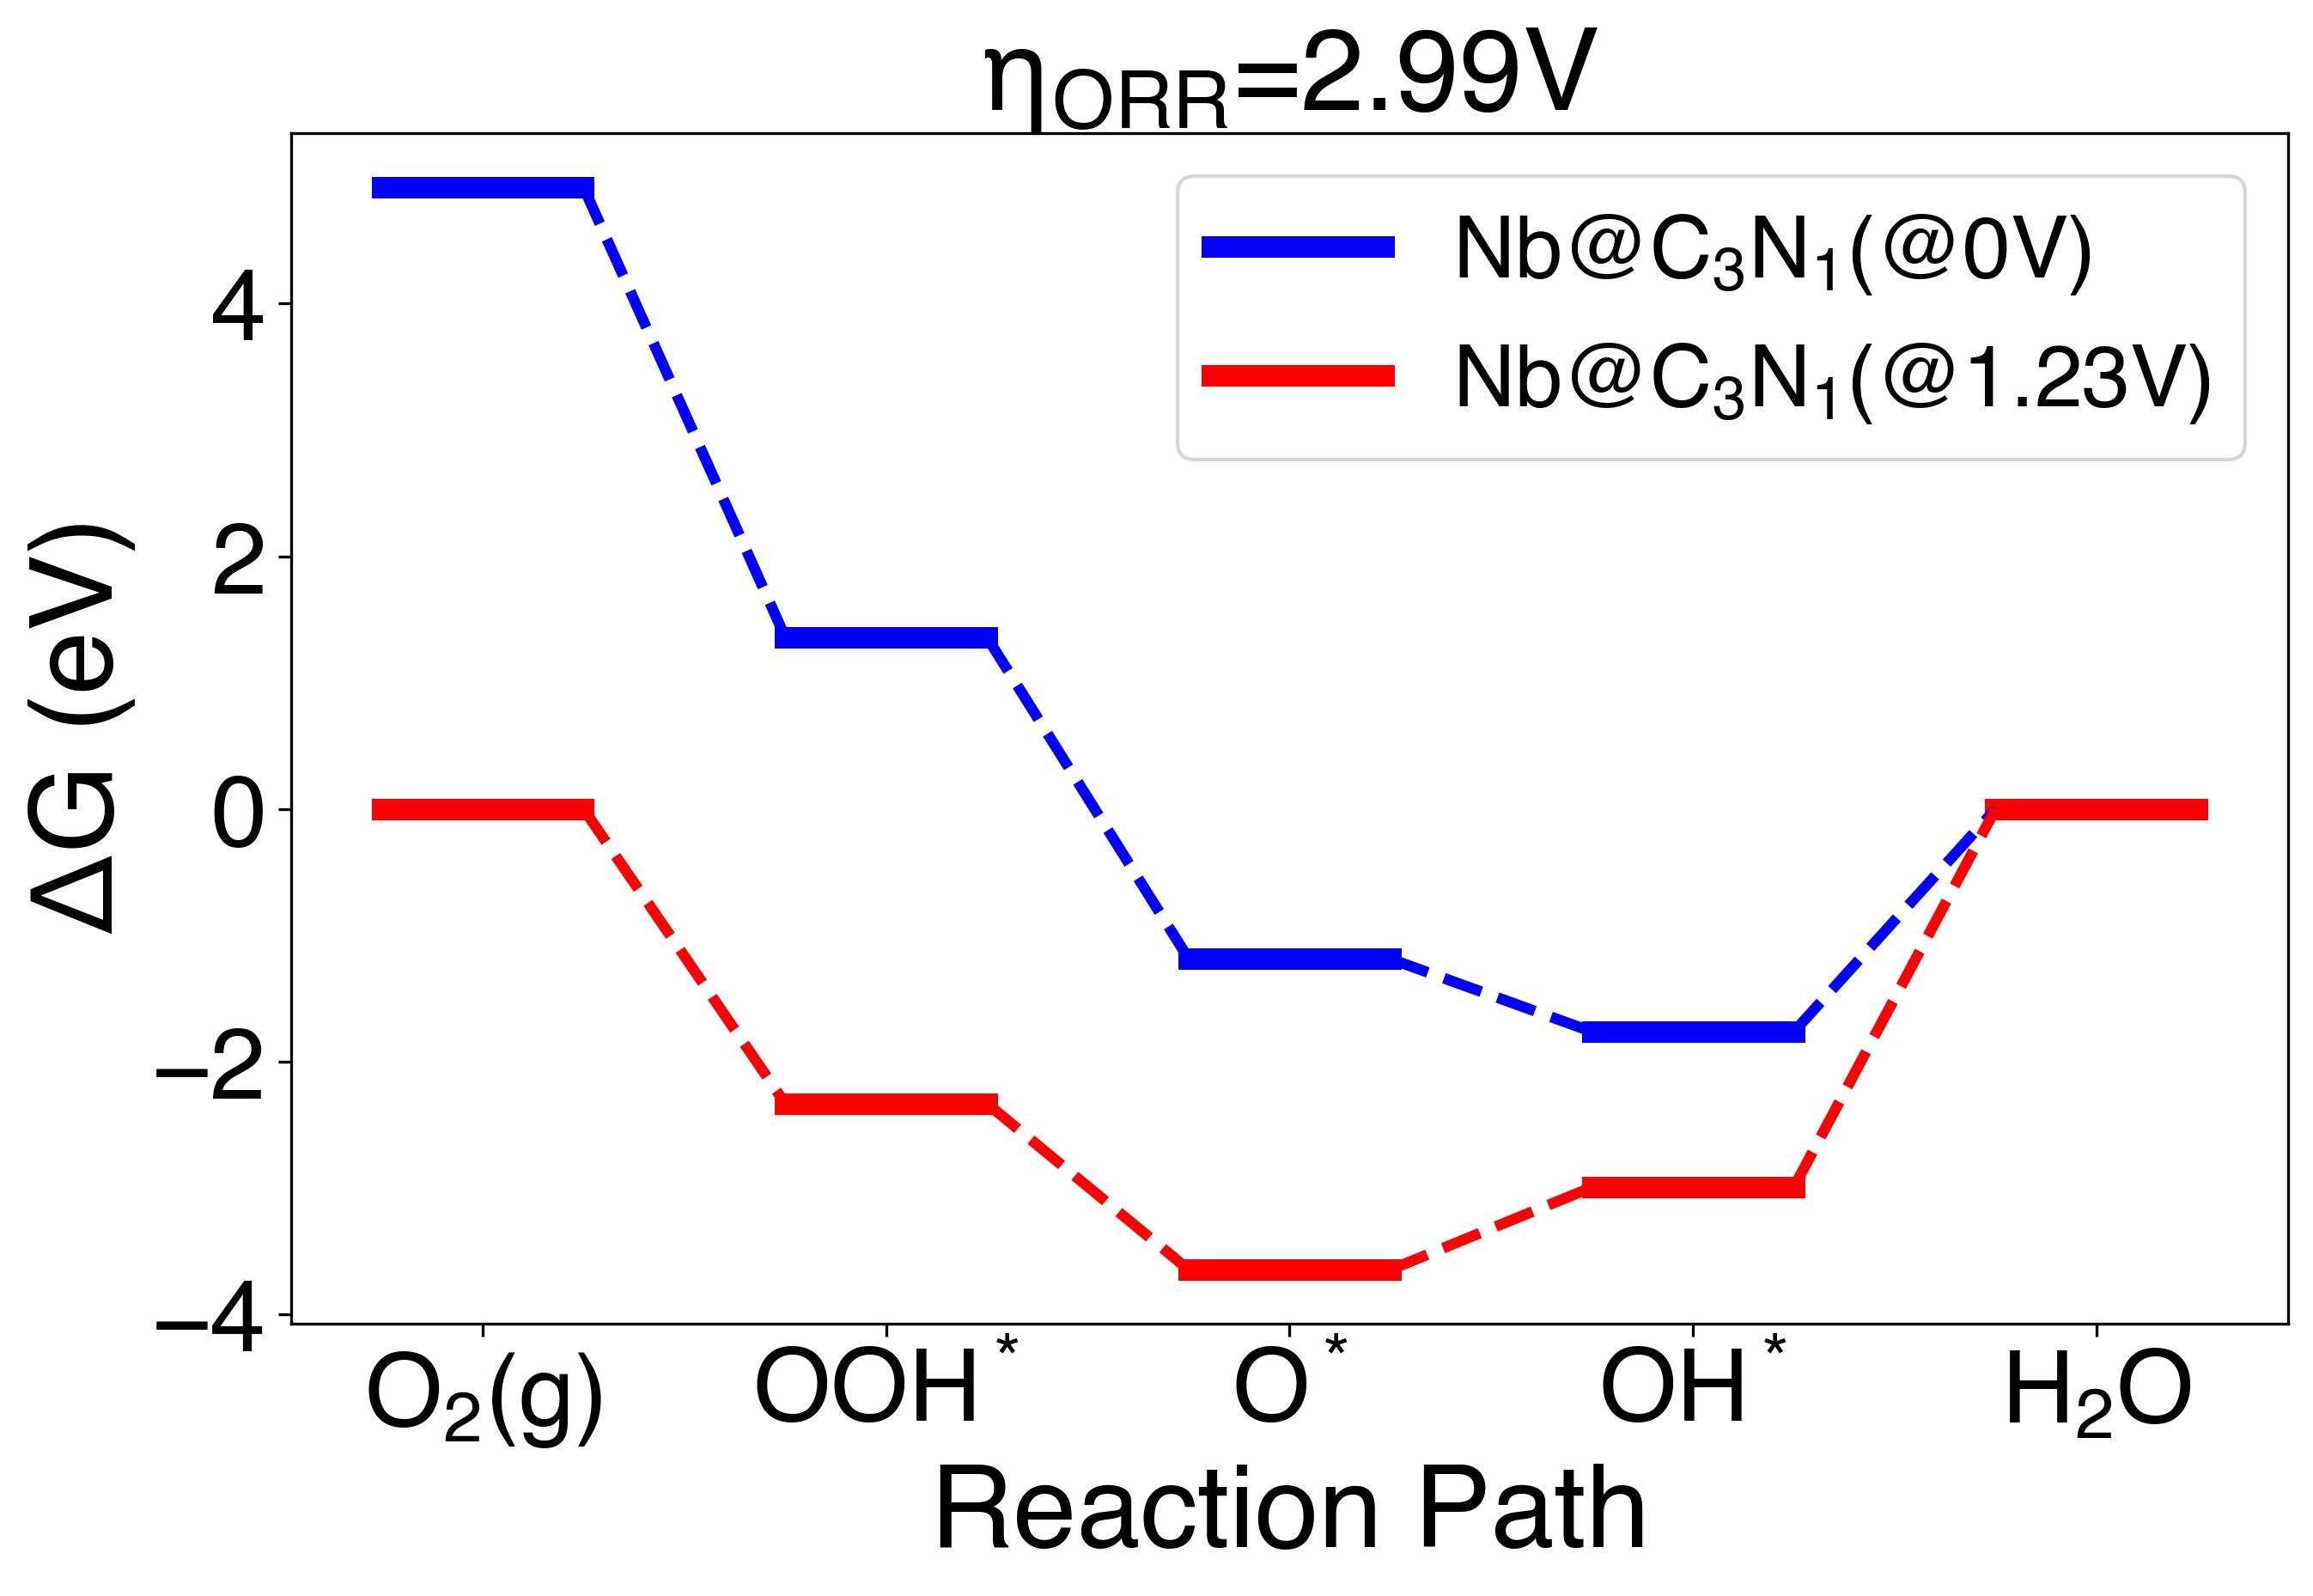 η_ORR=2.99V
Nb@C₃N₁(@0V)
Nb@C₃N₁(@1.23V)
ΔG (eV)
4
2
0
−2
−4
O₂(g) OOH* O* OH* H₂O
Reaction Path